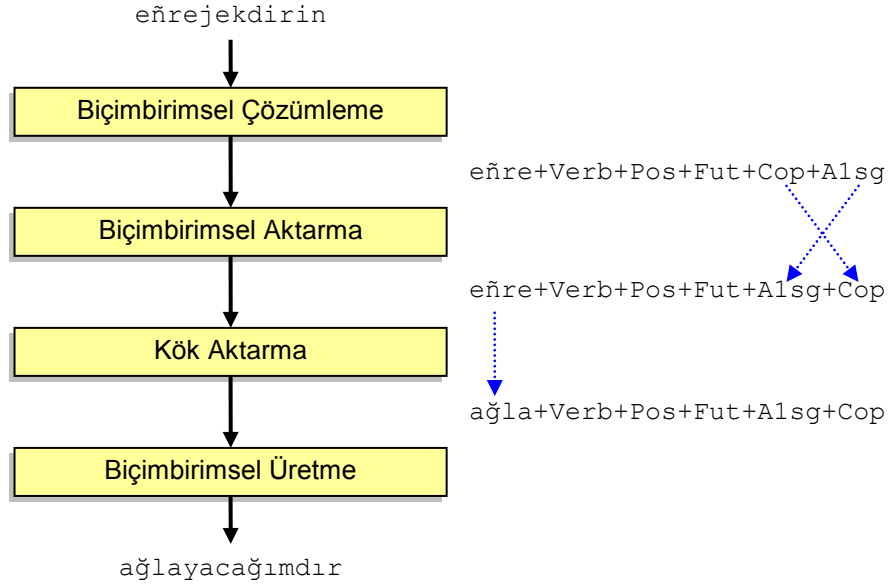 eñrejekdirin
Biçimbirimsel Çözümleme
eñre+Verb+Pos+Fut+Cop+A1sg
Biçimbirimsel Aktarma
eñre+Verb+Pos+Fut+A1sg+Cop
Kök Aktarma
ağla+Verb+Pos+Fut+A1sg+Cop
Biçimbirimsel Üretme
ağlayacağımdır